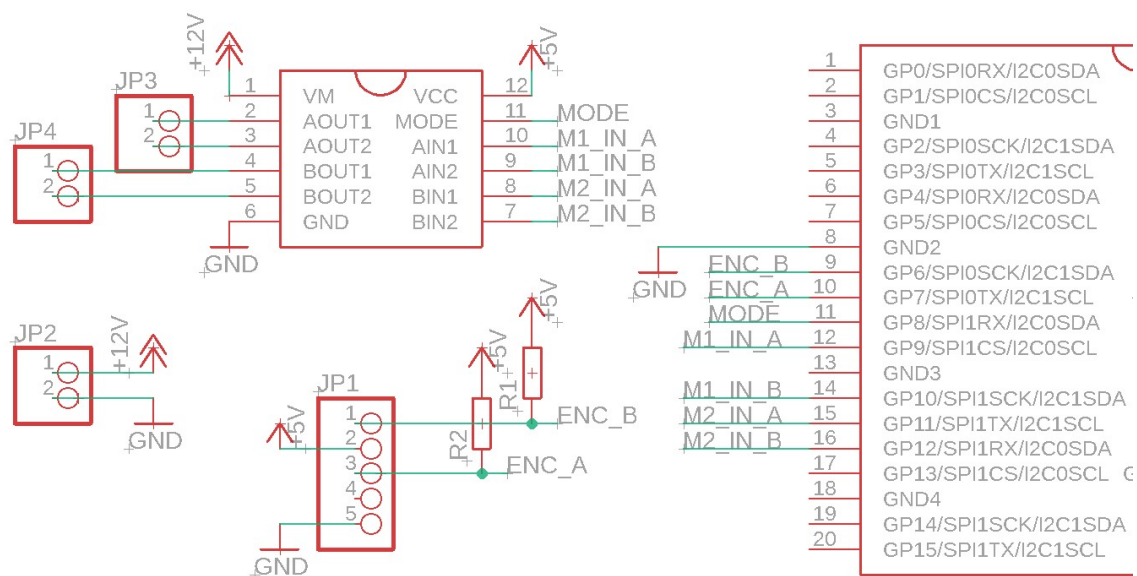 +12V
+5V
JP3
1
2
JP4
1
2
1 VM VCC 12
2 AOUT1 MODE 11 MODE
3 AOUT2 AIN1 10 M1_IN_A
4 BOUT1 AIN2 9 M1_IN_B
5 BOUT2 BIN1 8 M2_IN_A
6 GND BIN2 7 M2_IN_B
GND
JP2
+12V
1
2
GND
JP1
+5V
+5V
+5V
R1
R2
1 ENC_B
2
3 ENC_A
4
5
GND
1 GP0/SPI0RX/I2C0SDA
2 GP1/SPI0CS/I2C0SCL
3 GND1
4 GP2/SPI0SCK/I2C1SDA
5 GP3/SPI0TX/I2C1SCL
6 GP4/SPI0RX/I2C0SDA
7 GP5/SPI0CS/I2C0SCL
8 GND2
GND
ENC_B 9 GP6/SPI0SCK/I2C1SDA
ENC_A 10 GP7/SPI0TX/I2C1SCL
MODE 11 GP8/SPI1RX/I2C0SDA
M1_IN_A 12 GP9/SPI1CS/I2C0SCL
13 GND3
M1_IN_B 14 GP10/SPI1SCK/I2C1SDA
M2_IN_A 15 GP11/SPI1TX/I2C1SCL
M2_IN_B 16 GP12/SPI1RX/I2C0SDA
17 GP13/SPI1CS/I2C0SCL
18 GND4
19 GP14/SPI1SCK/I2C1SDA
20 GP15/SPI1TX/I2C1SCL